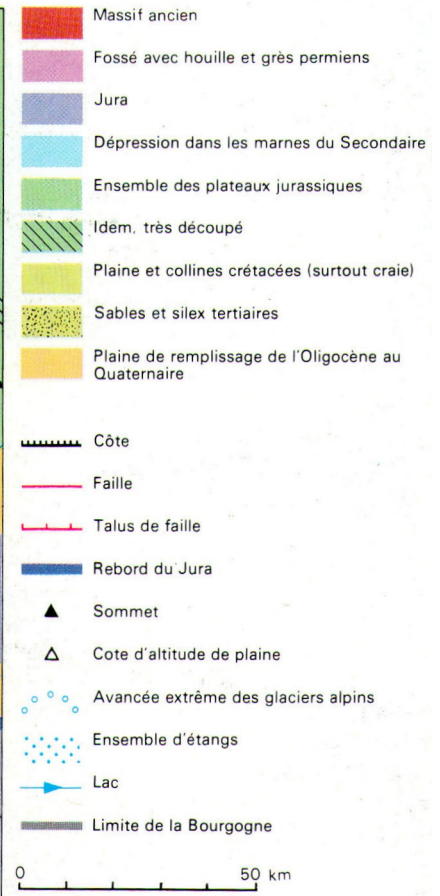 Massif ancien
Fossé avec houille et grès permiens
Jura
Dépression dans les marnes du Secondaire
Ensemble des plateaux jurassiques
Idem, très découpé
Plaine et collines crétacées (surtout craie)
Sables et silex tertiaires
Plaine de remplissage de l'Oligocène au
Quaternaire
Côte
Faille
Talus de faille
Rebord du Jura
Sommet
Cote d'altitude de plaine
Avancée extrême des glaciers alpins
Ensemble d'étangs
Lac
Limite de la Bourgogne
0 50 km